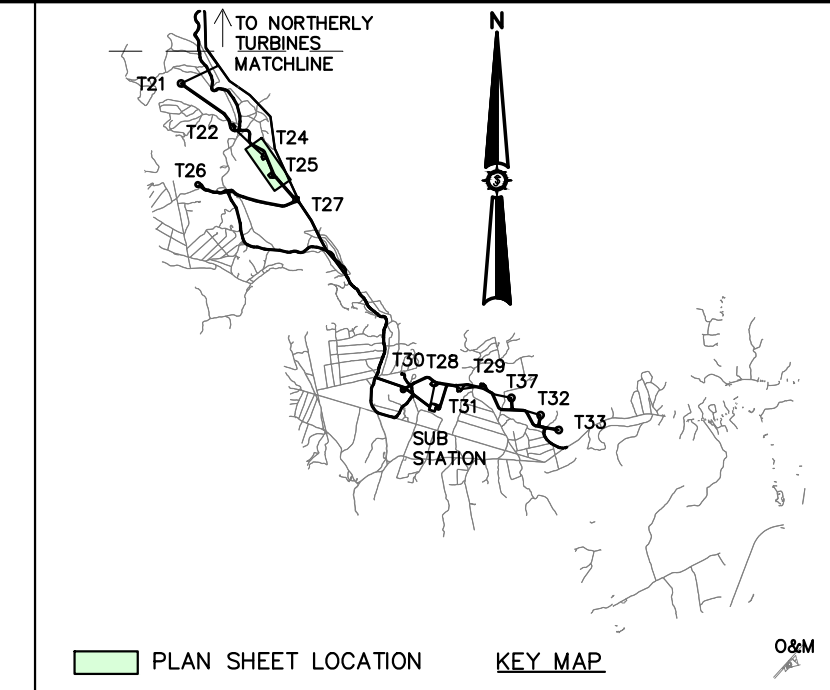 TO NORTHERLY
TURBINES
MATCHLINE
N
T21
T22
T24
T25
T26
T27
T30
T28
T29
T37
T31
T32
T33
SUB
STATION
O&M
PLAN SHEET LOCATION
KEY MAP